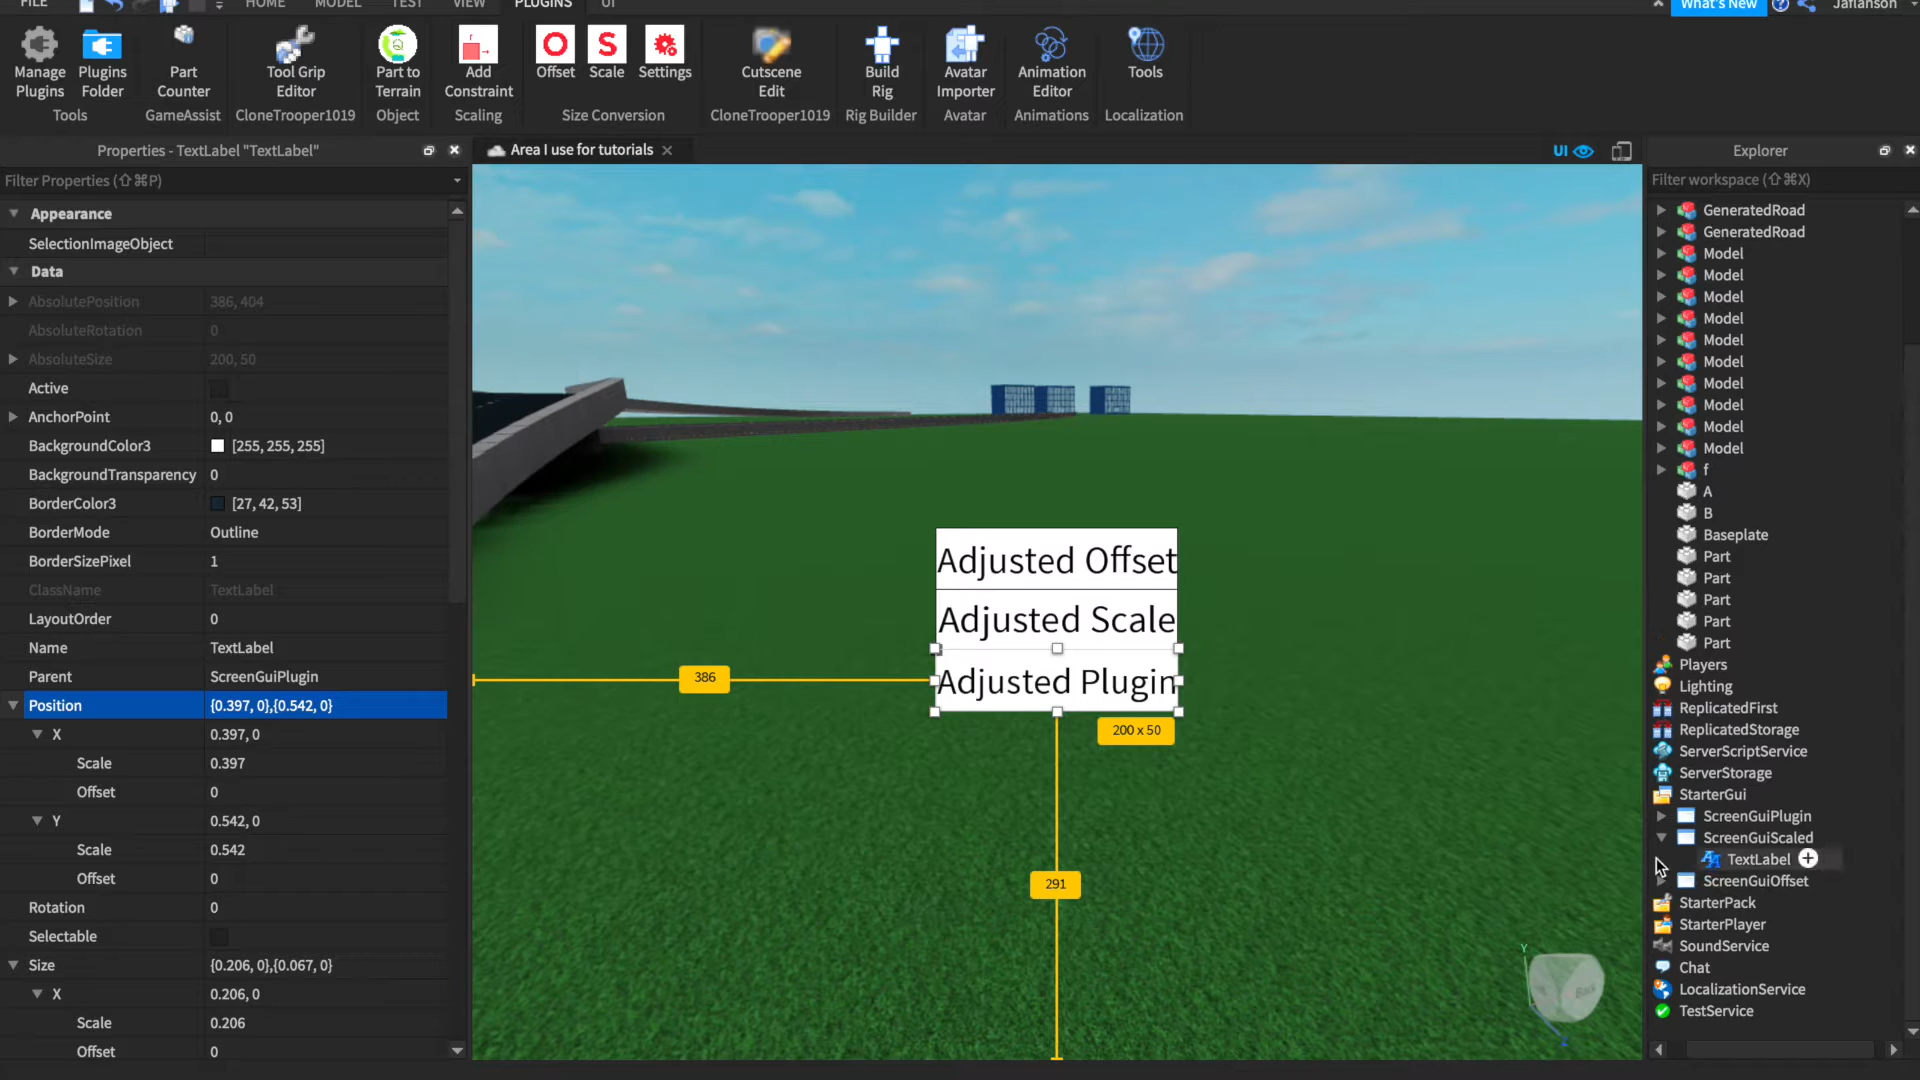 FILE HOME MODEL TEST VIEW PLUGINS UI What's New Jaflanson
Manage Plugins
Plugins Folder
Tools
Part Counter
GameAssist
Tool Grip Editor
CloneTrooper1019
Part to Terrain
Object
Add Constraint
Scaling
Offset
Scale
Settings
Size Conversion
Cutscene Edit
CloneTrooper1019
Build Rig
Rig Builder
Avatar Importer
Avatar
Animation Editor
Animations
Tools
Localization
Properties - TextLabel "TextLabel"
Filter Properties (⇧⌘P)
Appearance
SelectionImageObject
Data
AbsolutePosition 386, 404
AbsoluteRotation 0
AbsoluteSize 200, 50
Active
AnchorPoint 0, 0
BackgroundColor3 [255, 255, 255]
BackgroundTransparency 0
BorderColor3 [27, 42, 53]
BorderMode Outline
BorderSizePixel 1
ClassName TextLabel
LayoutOrder 0
Name TextLabel
Parent ScreenGuiPlugin
Position {0.397, 0},{0.542, 0}
X 0.397, 0
Scale 0.397
Offset 0
Y 0.542, 0
Scale 0.542
Offset 0
Rotation 0
Selectable
Size {0.206, 0},{0.067, 0}
X 0.206, 0
Scale 0.206
Offset 0
Area I use for tutorials
UI
Adjusted Offset
Adjusted Scale
Adjusted Plugin
386
200 x 50
291
Y
Z
Back
Explorer
Filter workspace (⇧⌘X)
GeneratedRoad
GeneratedRoad
Model
Model
Model
Model
Model
Model
Model
Model
Model
Model
f
A
B
Baseplate
Part
Part
Part
Part
Part
Players
Lighting
ReplicatedFirst
ReplicatedStorage
ServerScriptService
ServerStorage
StarterGui
ScreenGuiPlugin
ScreenGuiScaled
TextLabel
ScreenGuiOffset
StarterPack
StarterPlayer
SoundService
Chat
LocalizationService
TestService